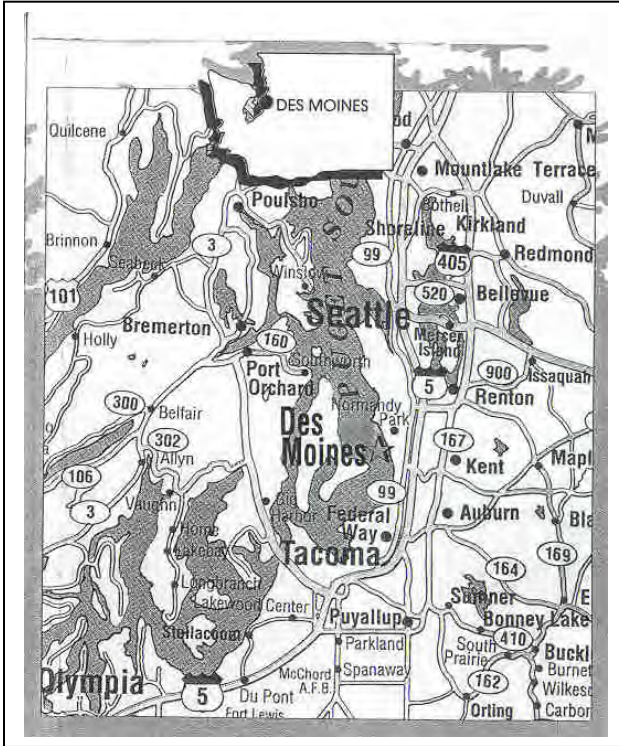 DES MOINES
Quilcene
Mountlake Terrace
Poulsbo
Bothell
Duvall
Shoreline
Kirkland
Brinnon
3
99
Redmond
Seabeck
405
Winslow
101
520
Bellevue
Seattle
Bremerton
Mercer
Island
Holly
160
Southworth
Port
Orchard
5
900
Issaquah
Renton
300
Belfair
Des
Moines
Normandy
Park
302
167
Allyn
Kent
Mapl
106
Vaughn
99
3
Gig
Harbor
Federal
Way
Auburn
Bla
Home
Lakebay
Tacoma
169
164
Longbranch
Lakewood Center
Sumner
Puyallup
Bonney Lake
Steilacoom
Parkland
South
Prairie
410
Buckl
Olympia
5
McChord
A.F.B.
Spanaway
Burnet
162
Wilkes
Du Pont
Fort Lewis
Orting
Carbon